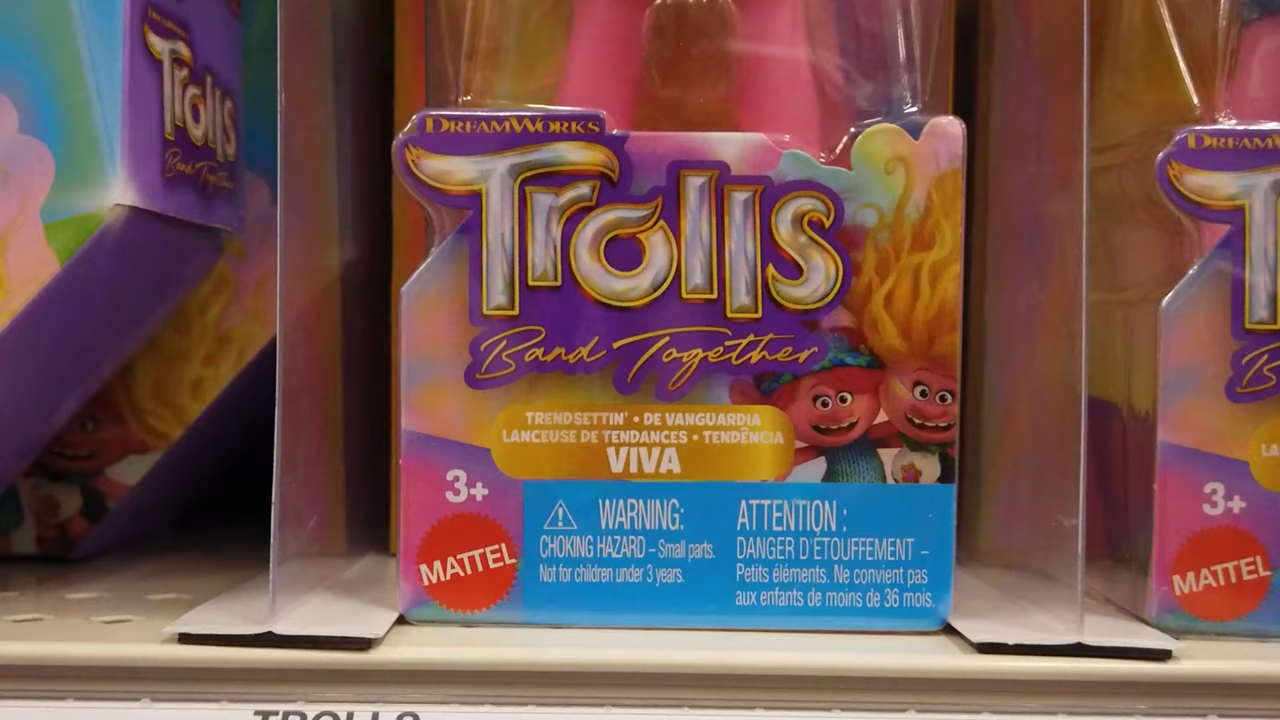 DREAMWORKS
Trolls
Band Together
DREAMWORKS
Trolls
Band Together
TRENDSETTIN' • DE VANGUARDIA
LANCEUSE DE TENDANCES • TENDÊNCIA
VIVA
3+
MATTEL
WARNING:
CHOKING HAZARD – Small parts.
Not for children under 3 years.
ATTENTION :
DANGER D'ÉTOUFFEMENT –
Petits éléments. Ne convient pas
aux enfants de moins de 36 mois.
3+
MATTEL
TROLLS